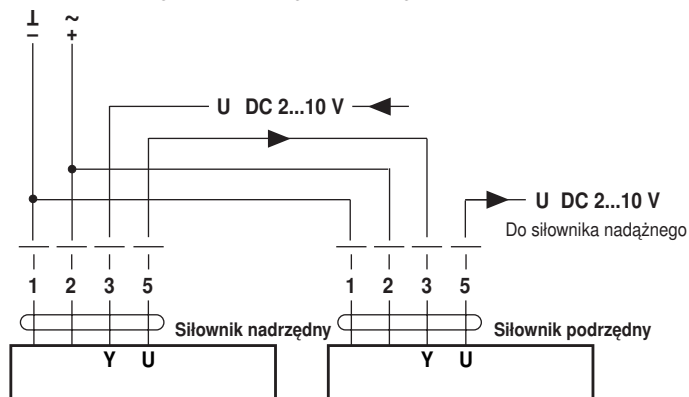 ⊥ ~
– +
U DC 2...10 V
U DC 2...10 V
Do siłownika nadążnego
1 2 3 5 1 2 3 5
Siłownik nadrzędny Siłownik podrzędny
Y U Y U